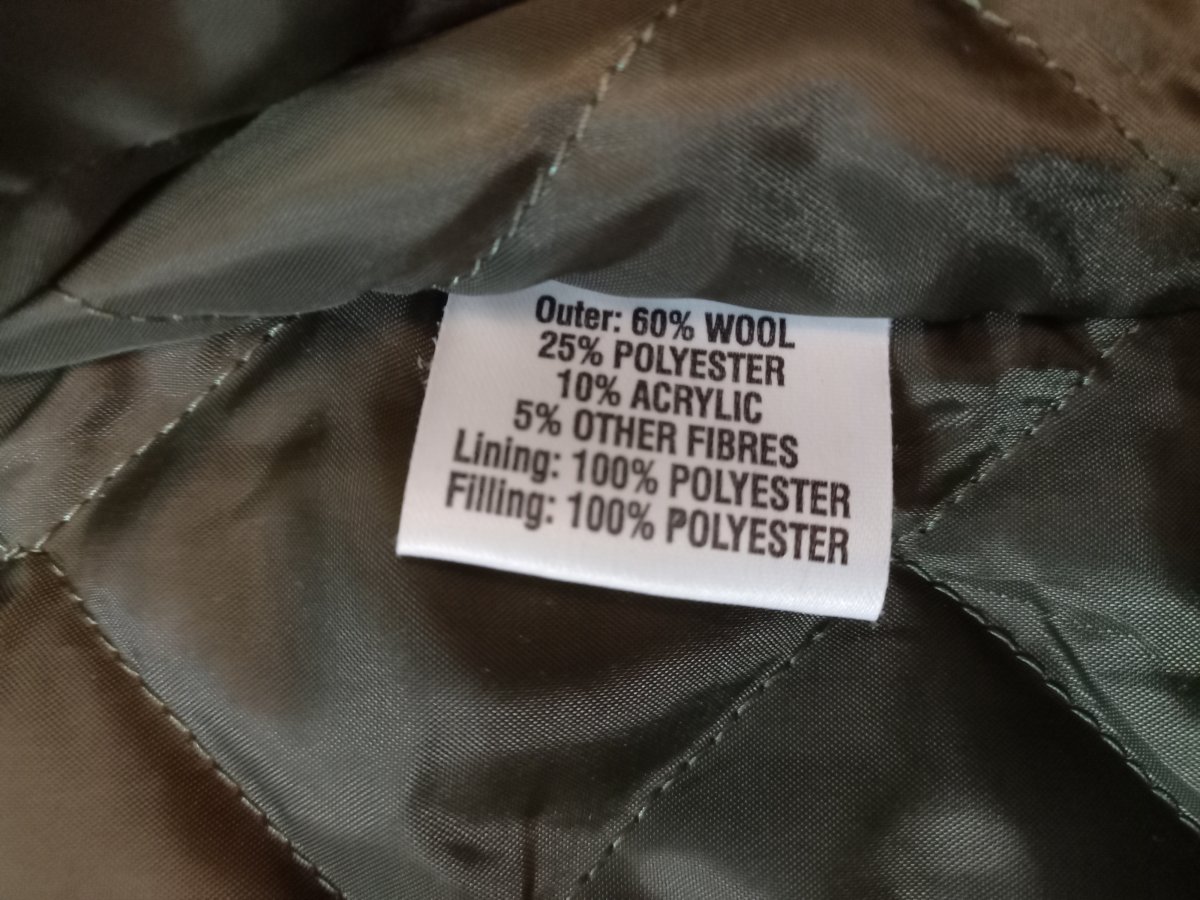 Outer: 60% WOOL
25% POLYESTER
10% ACRYLIC
5% OTHER FIBRES
Lining: 100% POLYESTER
Filling: 100% POLYESTER